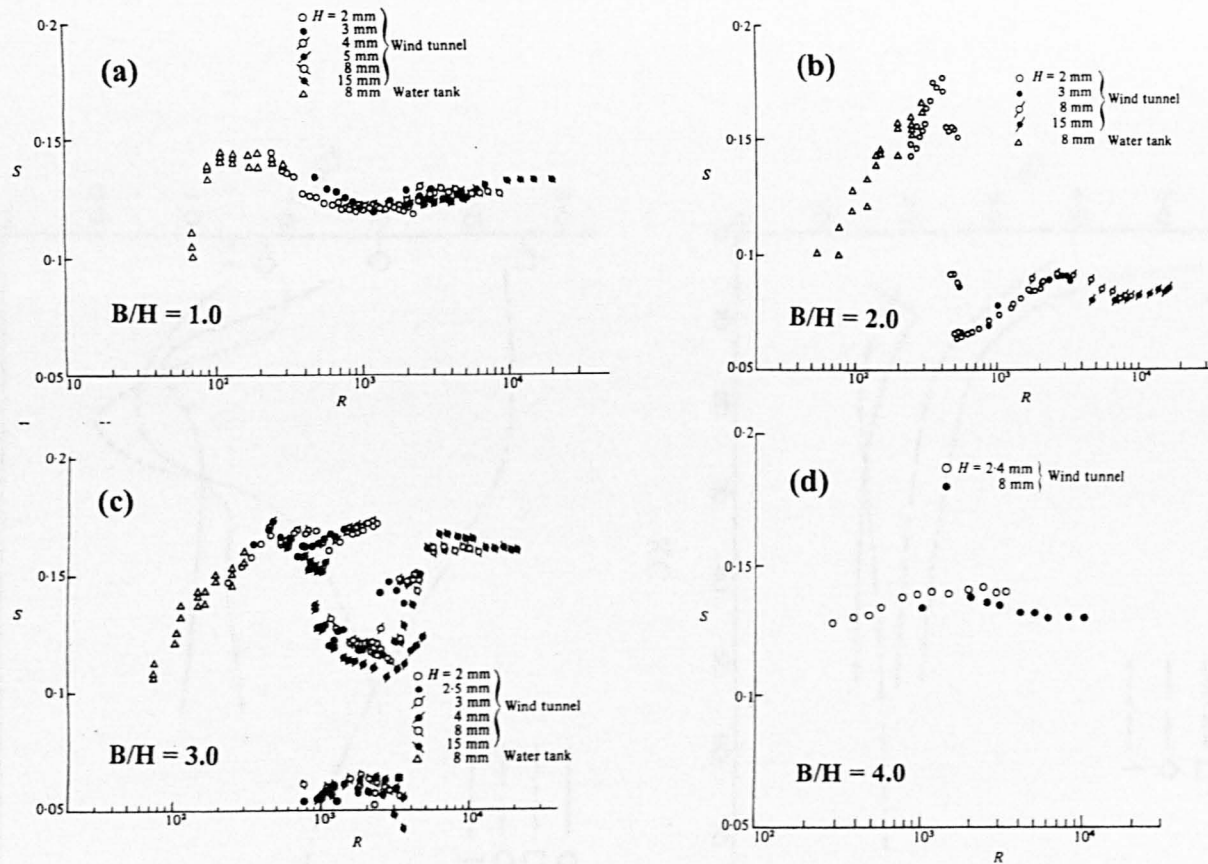 (a)
H = 2 mm
3 mm
4 mm
5 mm
8 mm
15 mm
Wind tunnel
8 mm Water tank
0·2
0·15
S
0·1
0·05
B/H = 1.0
10
10²
10³
10⁴
R
(b)
H = 2 mm
3 mm
8 mm
15 mm
Wind tunnel
8 mm Water tank
0·2
0·15
S
0·1
0·05
B/H = 2.0
10²
10³
10⁴
R
(c)
0·2
0·15
S
0·1
0·05
H = 2 mm
2·5 mm
3 mm
4 mm
8 mm
15 mm
Wind tunnel
8 mm Water tank
B/H = 3.0
10²
10³
10⁴
R
(d)
H = 2·4 mm
8 mm
Wind tunnel
0·2
S
0·1
0·05
B/H = 4.0
10²
10³
10⁴
R